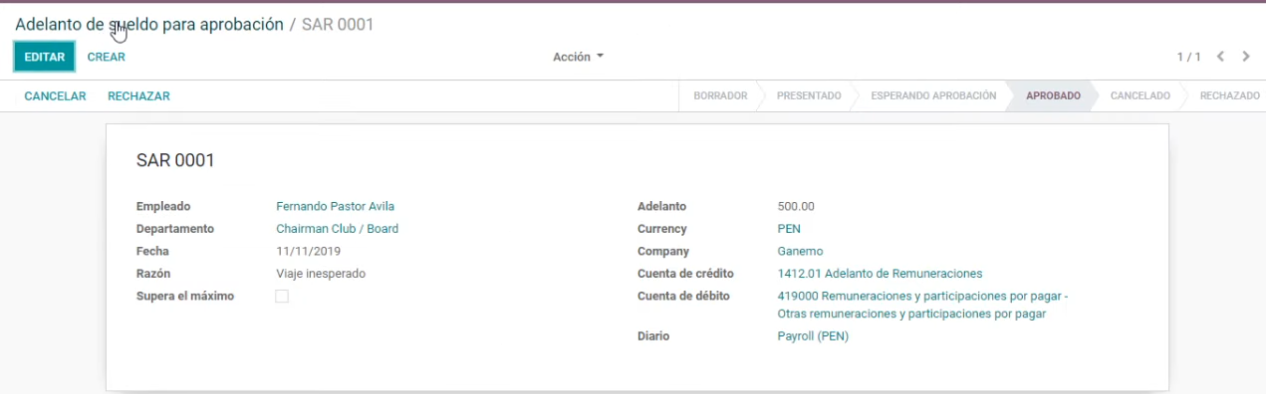 Adelanto de sueldo para aprobación / SAR 0001
EDITAR CREAR Acción 1 / 1
CANCELAR RECHAZAR BORRADOR PRESENTADO ESPERANDO APROBACIÓN APROBADO CANCELADO RECHAZADO
SAR 0001
Empleado Fernando Pastor Avila
Departamento Chairman Club / Board
Fecha 11/11/2019
Razón Viaje inesperado
Supera el máximo
Adelanto 500.00
Currency PEN
Company Ganemo
Cuenta de crédito 1412.01 Adelanto de Remuneraciones
Cuenta de débito 419000 Remuneraciones y participaciones por pagar -
Otras remuneraciones y participaciones por pagar
Diario Payroll (PEN)